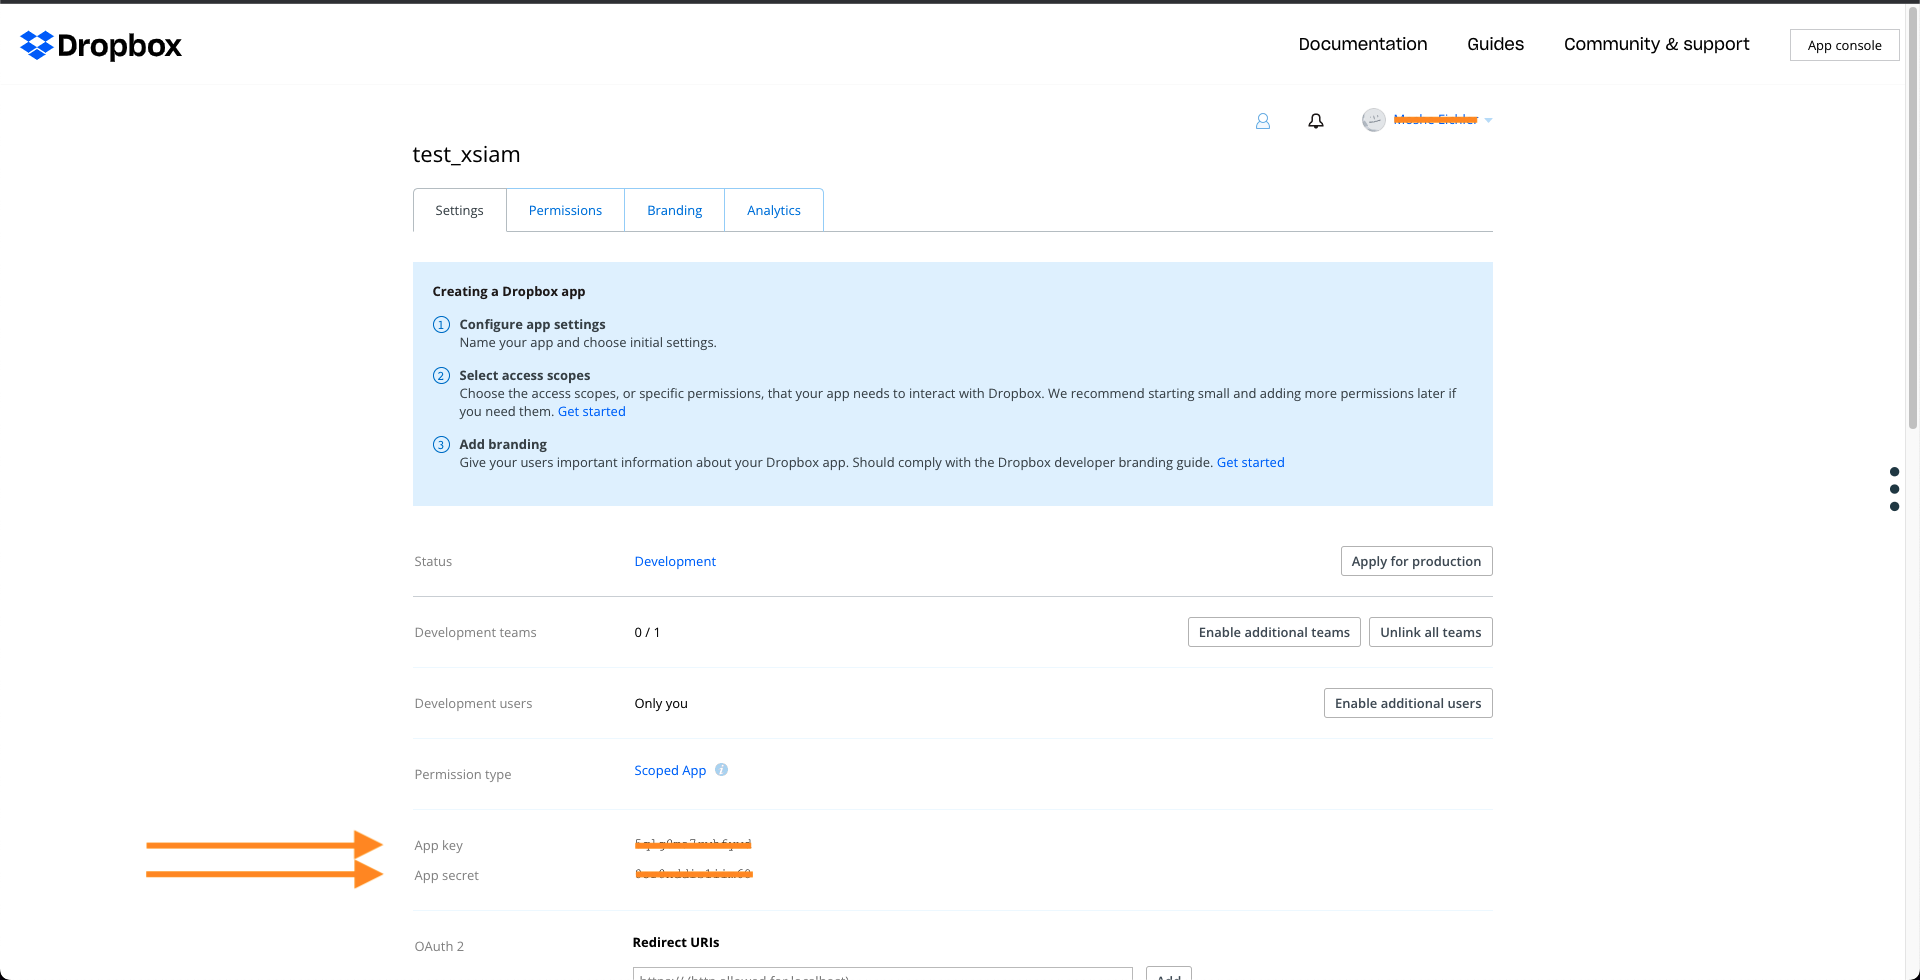 Dropbox
Documentation
Guides
Community & support
App console
test_xsiam
Settings
Permissions
Branding
Analytics
Creating a Dropbox app
1 Configure app settings
Name your app and choose initial settings.
2 Select access scopes
Choose the access scopes, or specific permissions, that your app needs to interact with Dropbox. We recommend starting small and adding more permissions later if
you need them. Get started
3 Add branding
Give your users important information about your Dropbox app. Should comply with the Dropbox developer branding guide. Get started
Status
Development
Apply for production
Development teams
0 / 1
Enable additional teams
Unlink all teams
Development users
Only you
Enable additional users
Permission type
Scoped App
App key
App secret
OAuth 2
Redirect URIs
https:// (http allowed for localhost)
Add